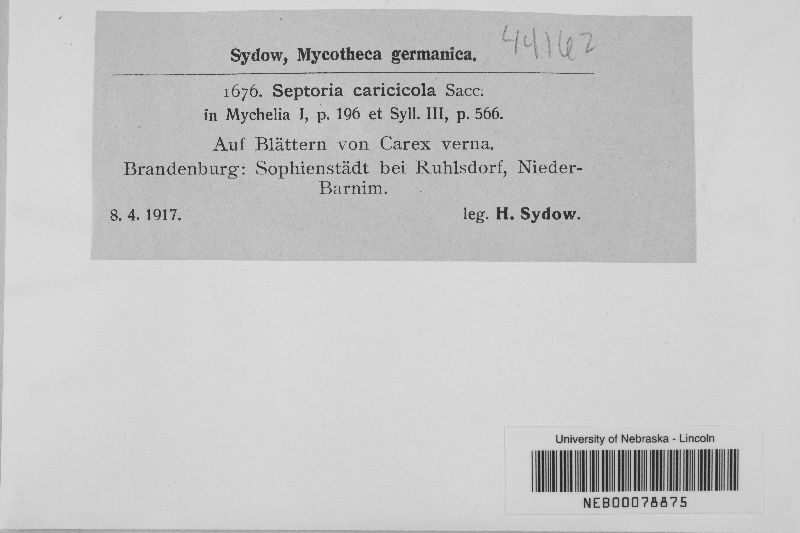 Sydow, Mycotheca germanica.
44162
1676. Septoria caricicola Sacc.
in Mychelia I, p. 196 et Syll. III, p. 566.
Auf Blättern von Carex verna.
Brandenburg: Sophienstädt bei Ruhlsdorf, Nieder-
Barnim.
8. 4. 1917. leg. H. Sydow.
University of Nebraska - Lincoln
NEB00078875